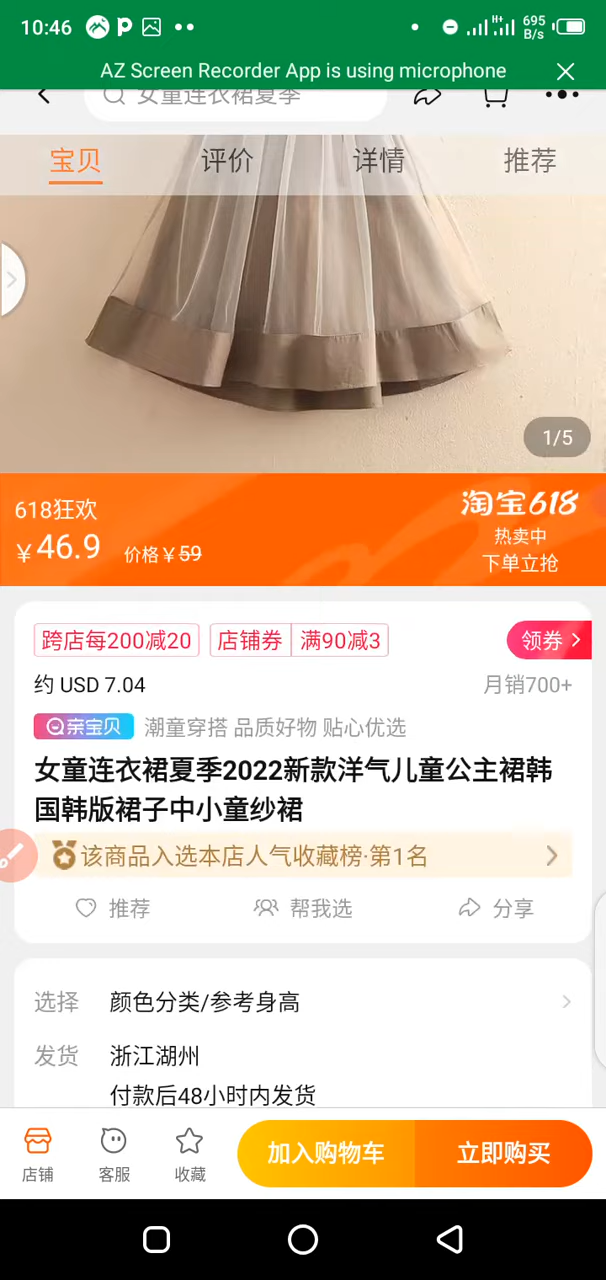 10:46
695
B/s
H+
AZ Screen Recorder App is using microphone
女童连衣裙夏季
宝贝
评价
详情
推荐
1/5
618狂欢
¥46.9 价格¥59
淘宝618
热卖中
下单立抢
跨店每200减20 店铺券 满90减3
领券
约 USD 7.04
月销700+
亲宝贝 潮童穿搭 品质好物 贴心优选
女童连衣裙夏季2022新款洋气儿童公主裙韩
国韩版裙子中小童纱裙
该商品入选本店人气收藏榜·第1名
推荐
帮我选
分享
选择 颜色分类/参考身高
发货 浙江湖州
付款后48小时内发货
店铺
客服
收藏
加入购物车
立即购买